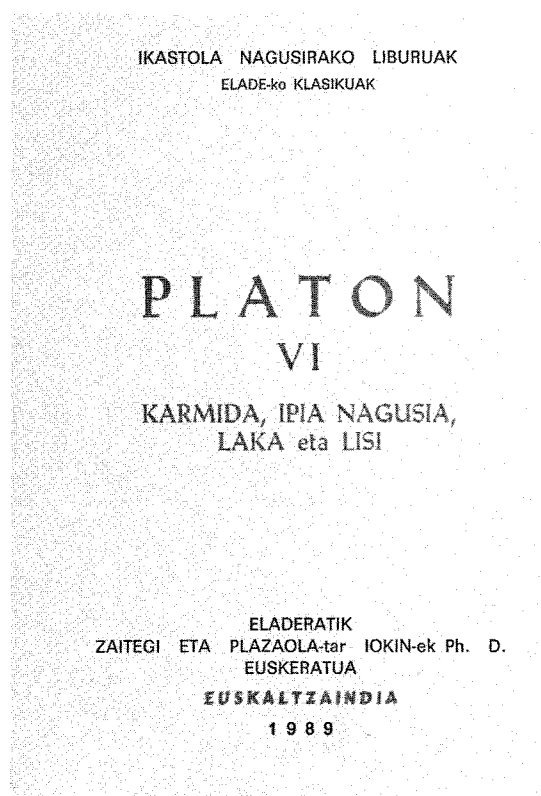 IKASTOLA NAGUSIRAKO LIBURUAK
ELADE-ko KLASIKUAK
PLATON
VI
KARMIDA, IPIA NAGUSIA,
LAKA eta LISI
ELADERATIK
ZAITEGI ETA PLAZAOLA-tar IOKIN-ek Ph. D.
EUSKERATUA
EUSKALTZAINDIA
1989